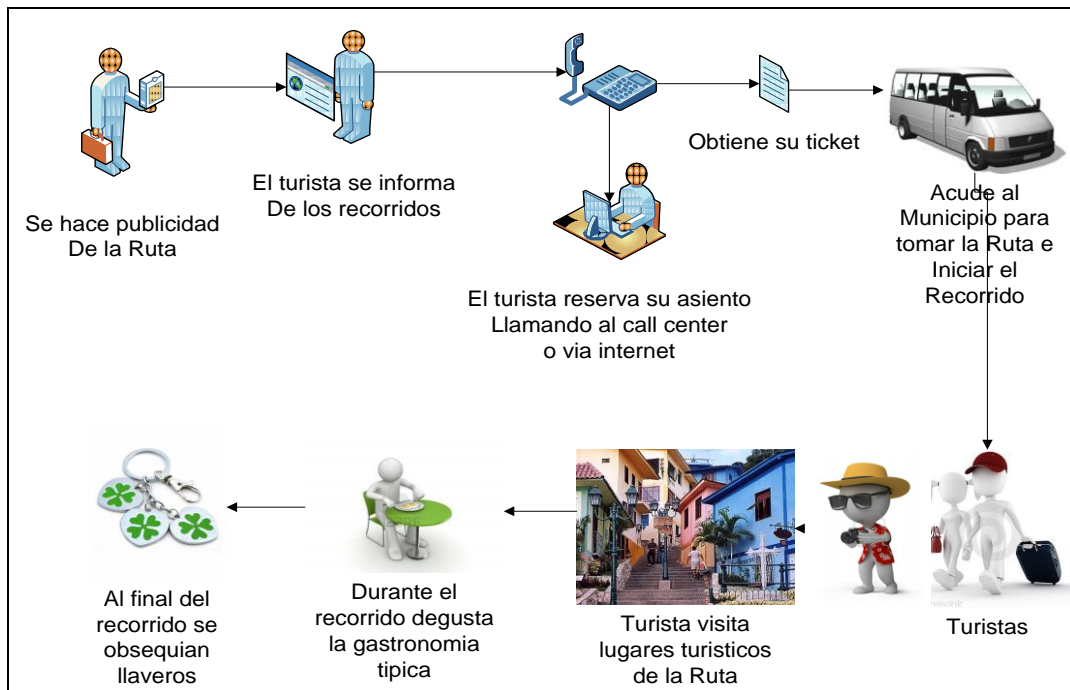 Se hace publicidad
De la Ruta
El turista se informa
De los recorridos
El turista reserva su asiento
Llamando al call center
o via internet
Obtiene su ticket
Acude al
Municipio para
tomar la Ruta e
Iniciar el
Recorrido
Turistas
Turista visita
lugares turisticos
de la Ruta
Durante el
recorrido degusta
la gastronomia
tipica
Al final del
recorrido se
obsequian
llaveros